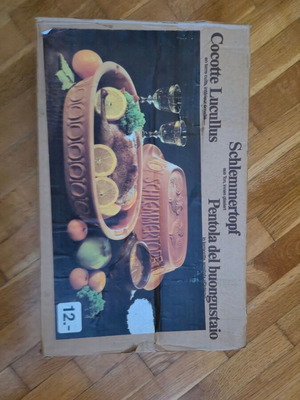 Schlemmertopf
Cocotte Lucullus
Pentola del buongustaio
SCHLEMMERTOPF
12.-